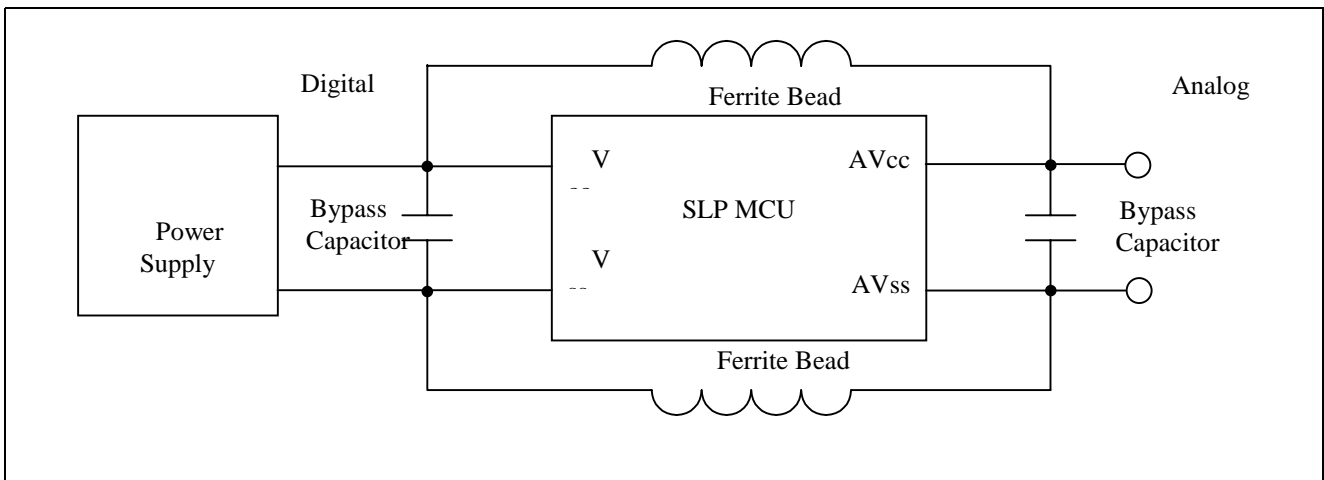 Digital
Ferrite Bead
Analog
V
AVcc
Bypass
Capacitor
SLP MCU
Bypass
Capacitor
Power
Supply
V
AVss
Ferrite Bead